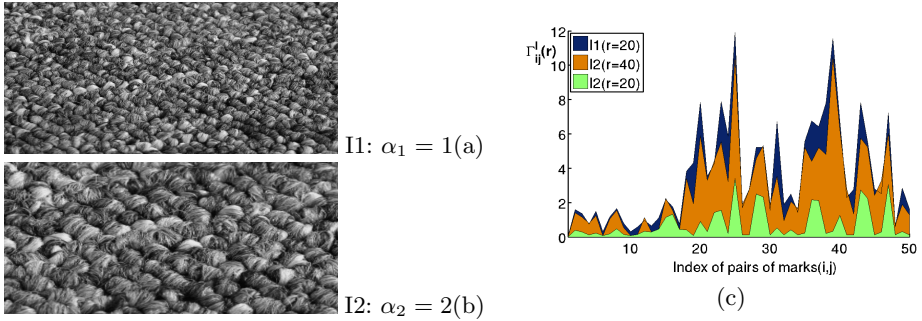 I1: α₁ = 1(a)
I2: α₂ = 2(b)
Γᴵᵢⱼ(r)
I1(r=20)
I2(r=40)
I2(r=20)
12
10
8
6
4
2
0
10 20 30 40 50
Index of pairs of marks(i,j)
(c)